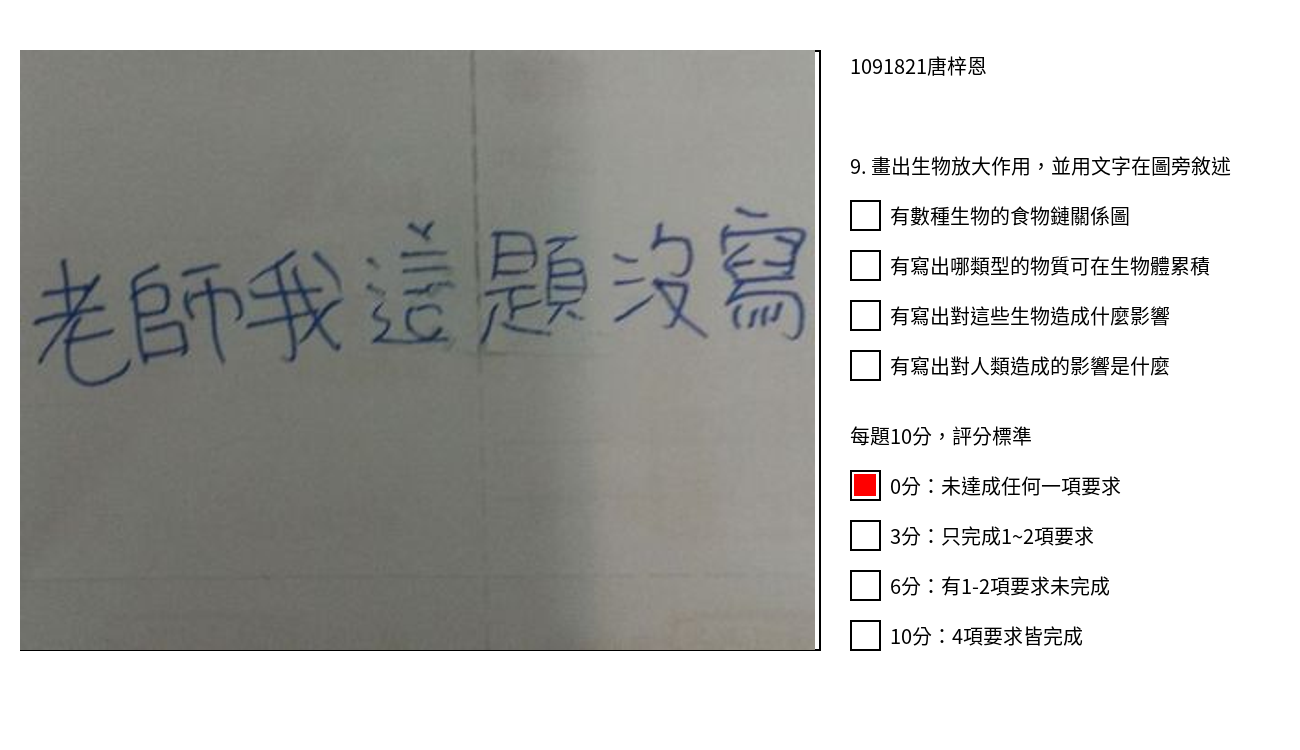 老師我這題沒寫
1091821唐梓恩
9. 畫出生物放大作用，並用文字在圖旁敘述
有數種生物的食物鏈關係圖
有寫出哪類型的物質可在生物體累積
有寫出對這些生物造成什麼影響
有寫出對人類造成的影響是什麼
每題10分，評分標準
0分：未達成任何一項要求
3分：只完成1~2項要求
6分：有1-2項要求未完成
10分：4項要求皆完成